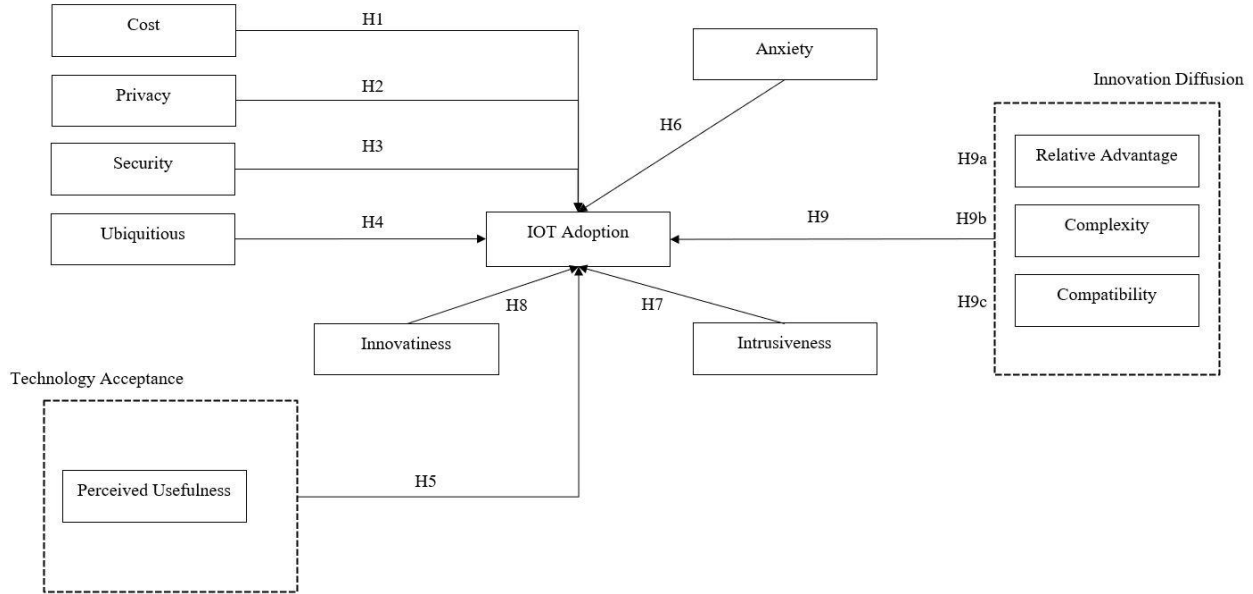 Cost
H1
Privacy
H2
Security
H3
Ubiquitious
H4
Anxiety
H6
Innovation Diffusion
H9a
Relative Advantage
H9b
Complexity
H9c
Compatibility
H9
IOT Adoption
H8
H7
Innovatiness
Intrusiveness
Technology Acceptance
Perceived Usefulness
H5